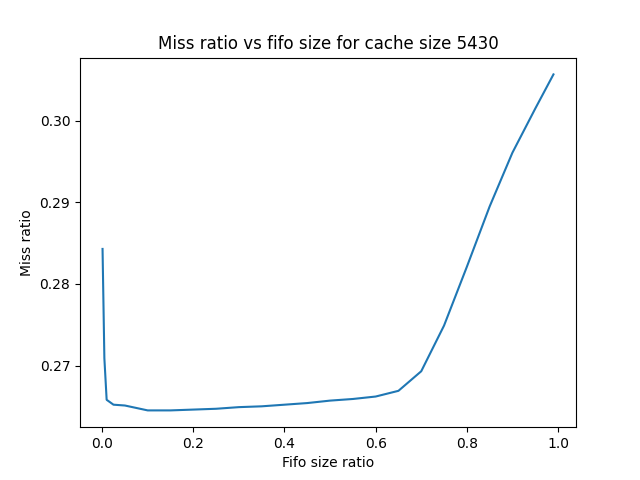 Miss ratio vs fifo size for cache size 5430
Miss ratio
0.30
0.29
0.28
0.27
0.0 0.2 0.4 0.6 0.8 1.0
Fifo size ratio